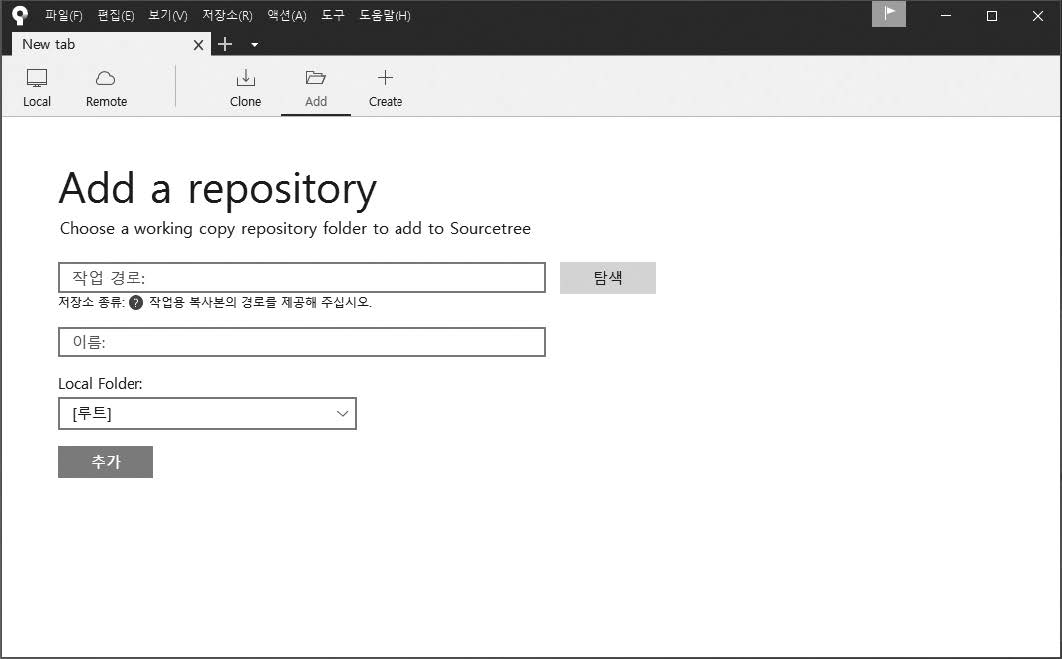 파일(F) 편집(E) 보기(V) 저장소(R) 액션(A) 도구 도움말(H)
New tab
Local Remote Clone Add Create
Add a repository
Choose a working copy repository folder to add to Sourcetree
작업 경로: 탐색
저장소 종류: ? 작업용 복사본의 경로를 제공해 주십시오.
이름:
Local Folder:
[루트]
추가